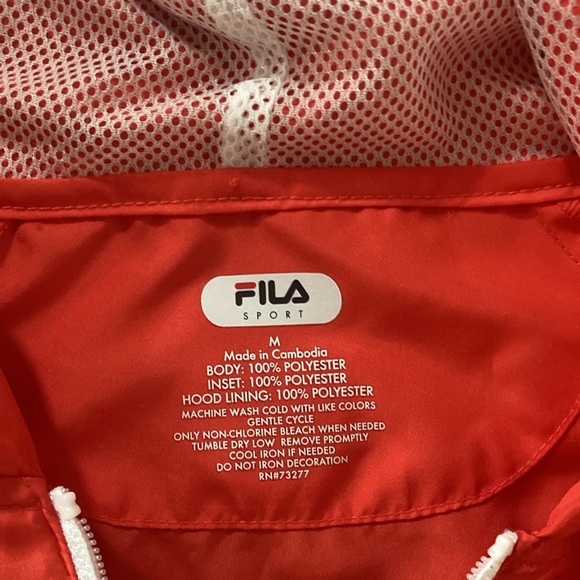 FILA
SPORT
M
Made in Cambodia
BODY: 100% POLYESTER
INSET: 100% POLYESTER
HOOD LINING: 100% POLYESTER
MACHINE WASH COLD WITH LIKE COLORS
GENTLE CYCLE
ONLY NON-CHLORINE BLEACH WHEN NEEDED
TUMBLE DRY LOW REMOVE PROMPTLY
COOL IRON IF NEEDED
DO NOT IRON DECORATION
RN#73277